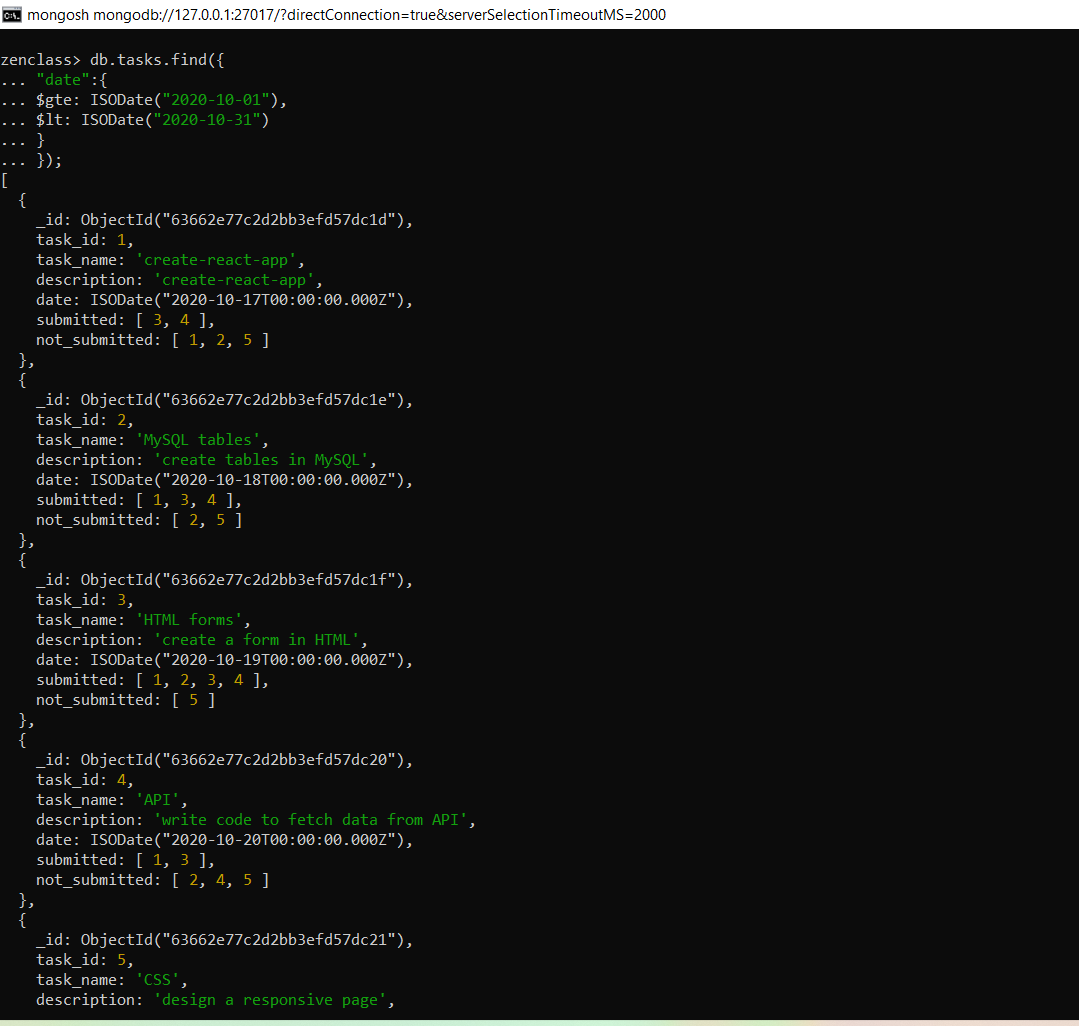 mongosh mongodb://127.0.0.1:27017/?directConnection=true&serverSelectionTimeoutMS=2000
zenclass> db.tasks.find({
... "date":{
... $gte: ISODate("2020-10-01"),
... $lt: ISODate("2020-10-31")
... }
... });
[
  {
    _id: ObjectId("63662e77c2d2bb3efd57dc1d"),
    task_id: 1,
    task_name: 'create-react-app',
    description: 'create-react-app',
    date: ISODate("2020-10-17T00:00:00.000Z"),
    submitted: [ 3, 4 ],
    not_submitted: [ 1, 2, 5 ]
  },
  {
    _id: ObjectId("63662e77c2d2bb3efd57dc1e"),
    task_id: 2,
    task_name: 'MySQL tables',
    description: 'create tables in MySQL',
    date: ISODate("2020-10-18T00:00:00.000Z"),
    submitted: [ 1, 3, 4 ],
    not_submitted: [ 2, 5 ]
  },
  {
    _id: ObjectId("63662e77c2d2bb3efd57dc1f"),
    task_id: 3,
    task_name: 'HTML forms',
    description: 'create a form in HTML',
    date: ISODate("2020-10-19T00:00:00.000Z"),
    submitted: [ 1, 2, 3, 4 ],
    not_submitted: [ 5 ]
  },
  {
    _id: ObjectId("63662e77c2d2bb3efd57dc20"),
    task_id: 4,
    task_name: 'API',
    description: 'write code to fetch data from API',
    date: ISODate("2020-10-20T00:00:00.000Z"),
    submitted: [ 1, 3 ],
    not_submitted: [ 2, 4, 5 ]
  },
  {
    _id: ObjectId("63662e77c2d2bb3efd57dc21"),
    task_id: 5,
    task_name: 'CSS',
    description: 'design a responsive page',